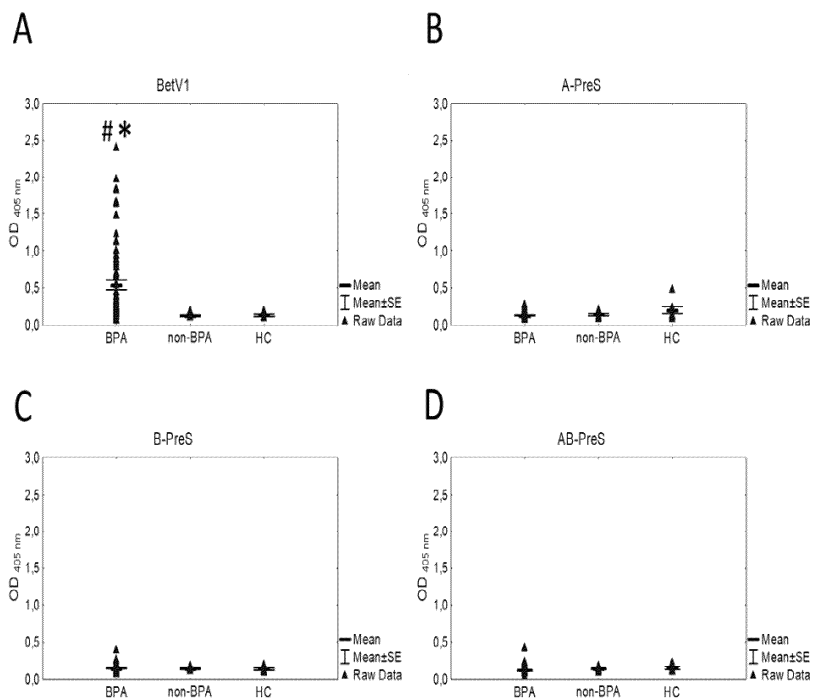 A
BetV1
3,0
2,5
2,0
1,5
1,0
0,5
0,0
OD 405 nm
#*
BPA non-BPA HC
Mean
Mean±SE
Raw Data
B
A-PreS
3,0
2,5
2,0
1,5
1,0
0,5
0,0
OD 405 nm
BPA non-BPA HC
Mean
Mean±SE
Raw Data
C
B-PreS
3,0
2,5
2,0
1,5
1,0
0,5
0,0
OD 405 nm
BPA non-BPA HC
Mean
Mean±SE
Raw Data
D
AB-PreS
3,0
2,5
2,0
1,5
1,0
0,5
0,0
OD 405 nm
BPA non-BPA HC
Mean
Mean±SE
Raw Data